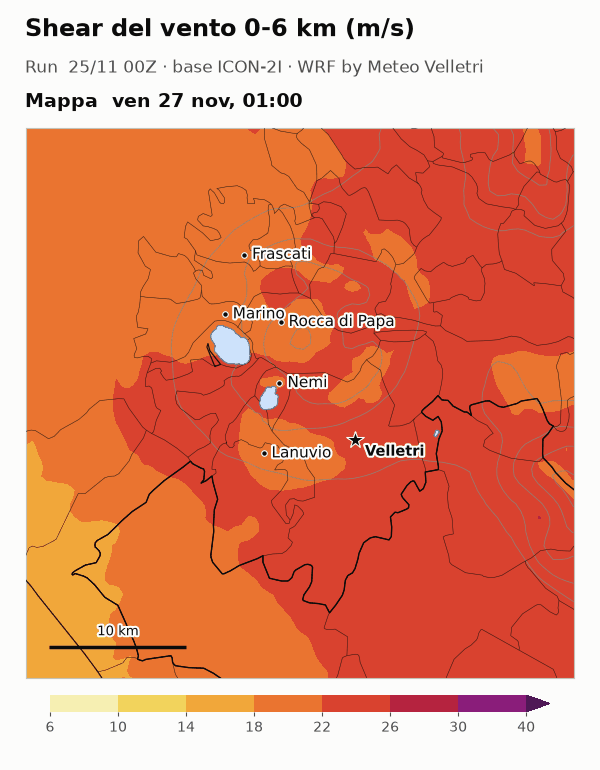 Shear del vento 0-6 km (m/s)
Run  25/11 00Z · base ICON-2I · WRF by Meteo Velletri
Mappa  ven 27 nov, 01:00
Frascati
Marino
Rocca di Papa
Nemi
Velletri
Lanuvio
10 km
6 10 14 18 22 26 30 40